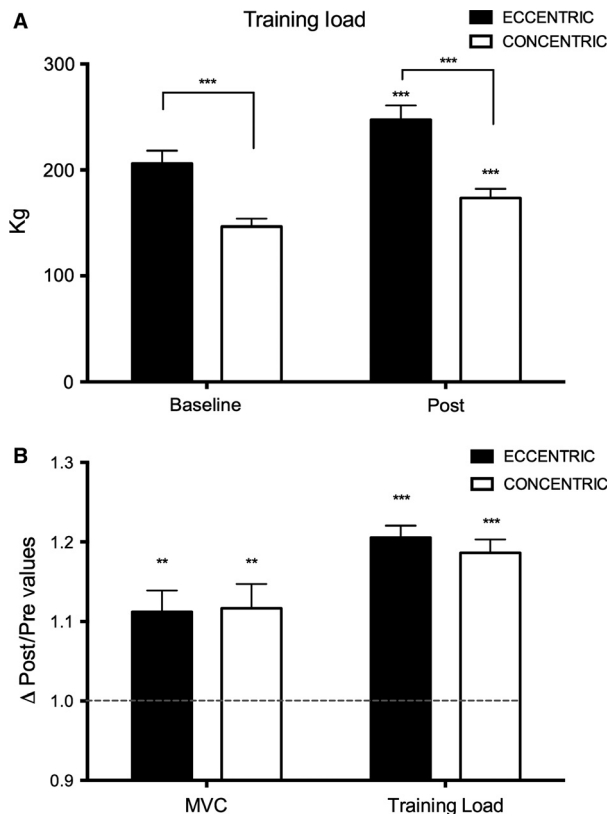 A
Training load
ECCENTRIC
CONCENTRIC
300
***
***
***
200
***
Kg
100
0
Baseline
Post
B
1.3
ECCENTRIC
CONCENTRIC
***
***
1.2
**
**
Δ Post/Pre values
1.1
1.0
0.9
MVC
Training Load